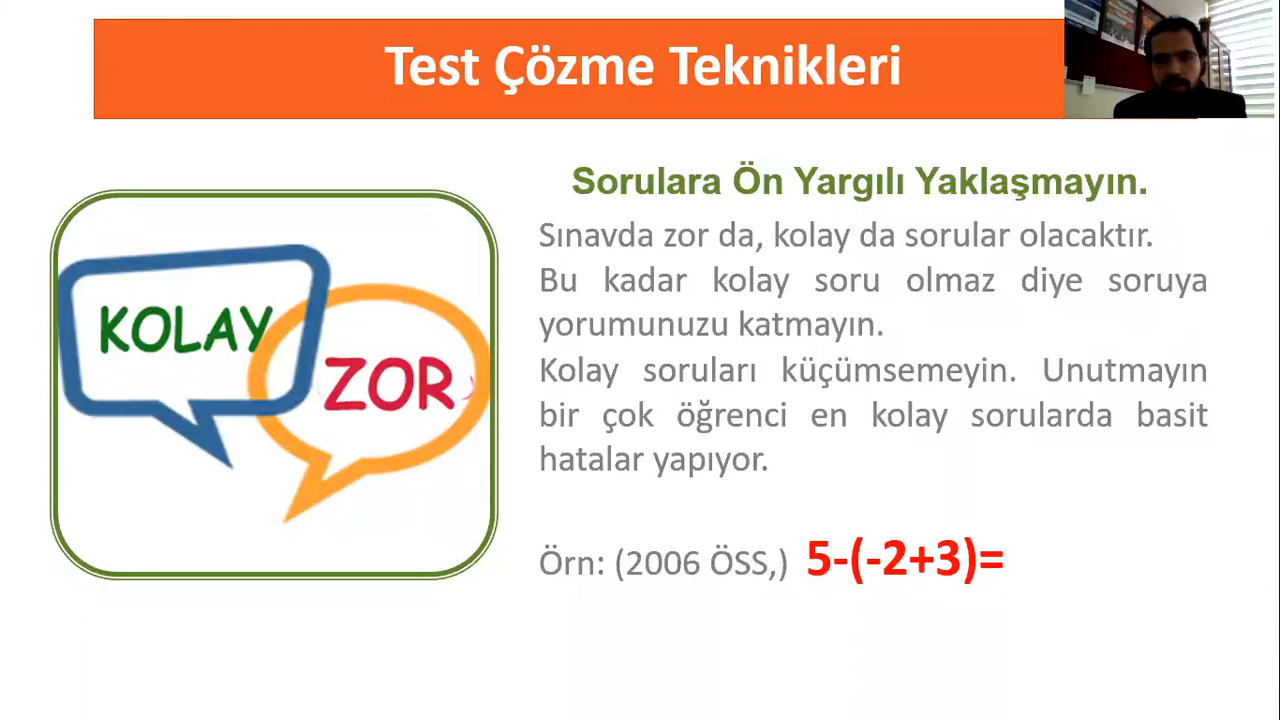 Test Çözme Teknikleri
Sorulara Ön Yargılı Yaklaşmayın.
Sınavda zor da, kolay da sorular olacaktır.
Bu kadar kolay soru olmaz diye soruya
yorumunuzu katmayın.
Kolay soruları küçümsemeyin. Unutmayın
bir çok öğrenci en kolay sorularda basit
hatalar yapıyor.
KOLAY
ZOR
Örn: (2006 ÖSS,) 5-(-2+3)=